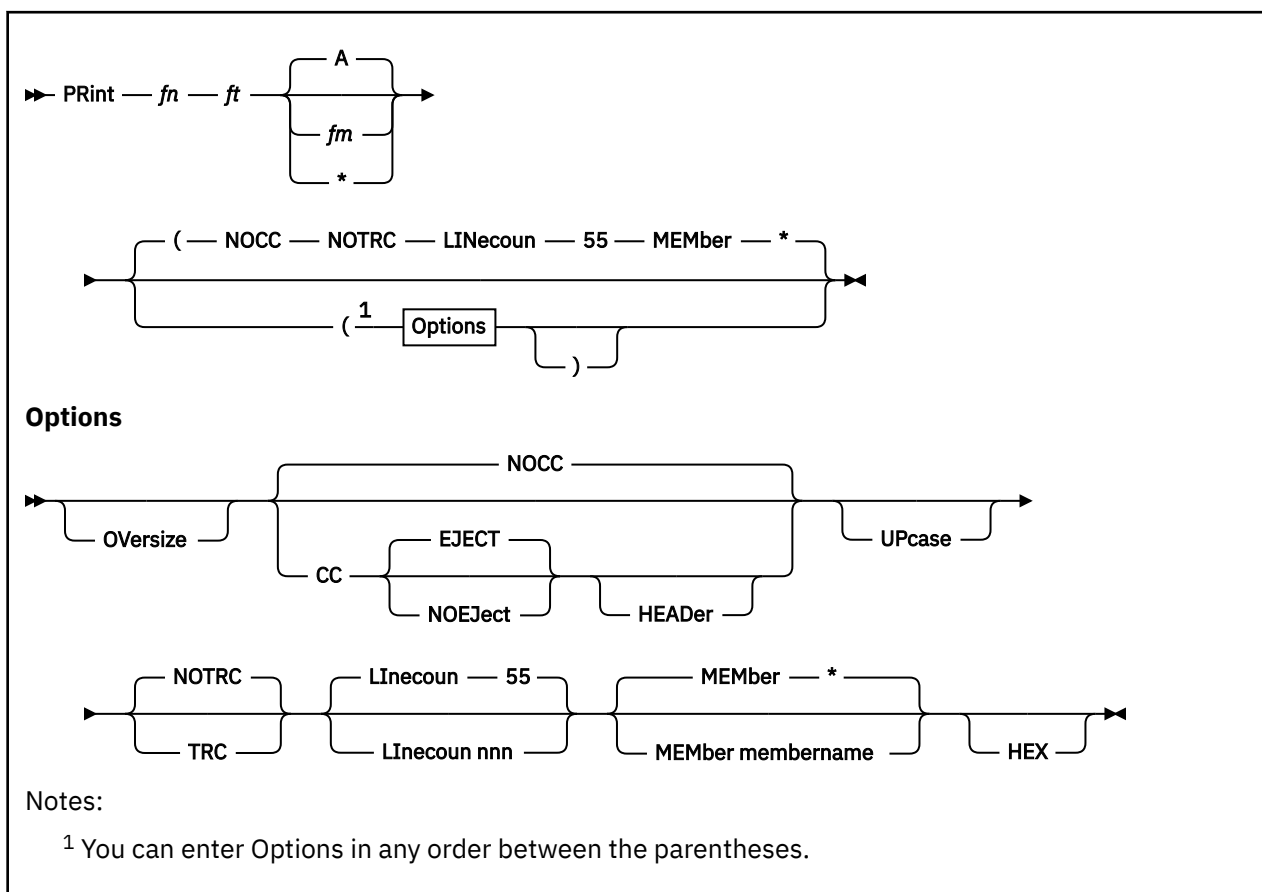 A
PRint fn ft
fm
*
( NOCC NOTRC LINecoun 55 MEMber *
( 1 Options
)
Options
NOCC
OVersize EJECT UPcase
CC
NOEJect HEADer
NOTRC LInecoun 55 MEMber *
TRC LInecoun nnn MEMber membername HEX
Notes:
1 You can enter Options in any order between the parentheses.